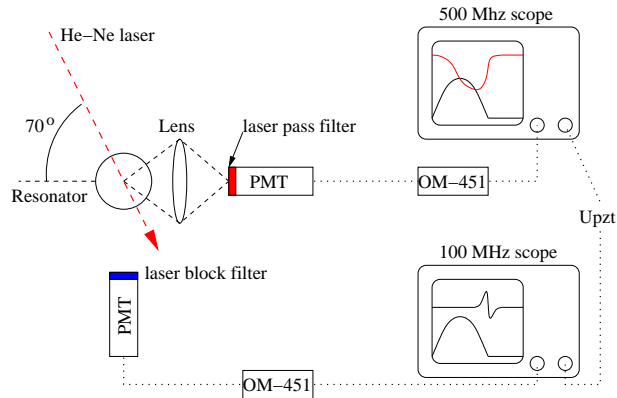 500 Mhz scope
He−Ne laser
70°
Lens
laser pass filter
Resonator
PMT
OM−451
Upzt
100 MHz scope
laser block filter
PMT
OM−451